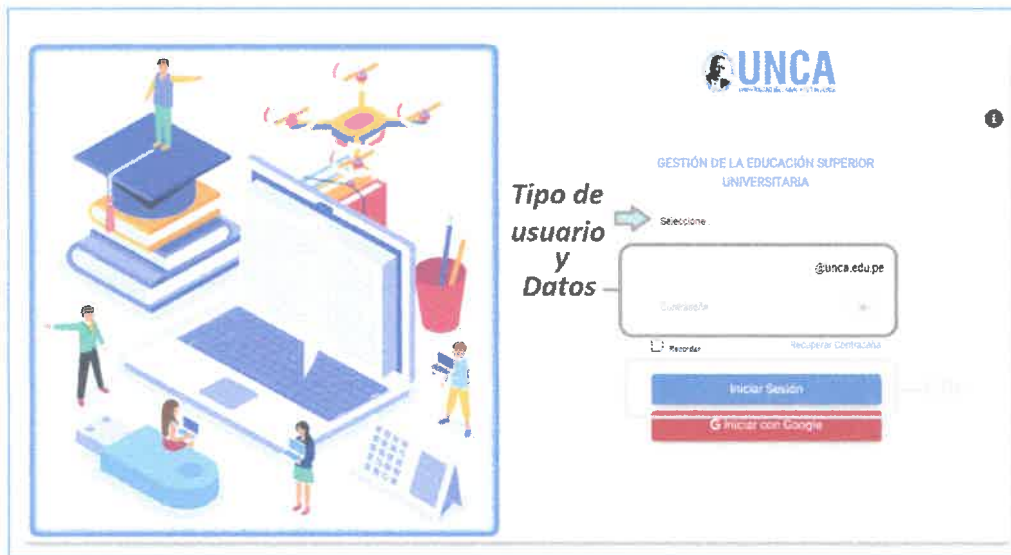 UNCA
GESTIÓN DE LA EDUCACIÓN SUPERIOR
UNIVERSITARIA
Tipo de
usuario
y
Datos
Seleccione
@unca.edu.pe
Contraseña
Recordar
Recuperar Contraseña
Iniciar Sesión
G Iniciar con Google